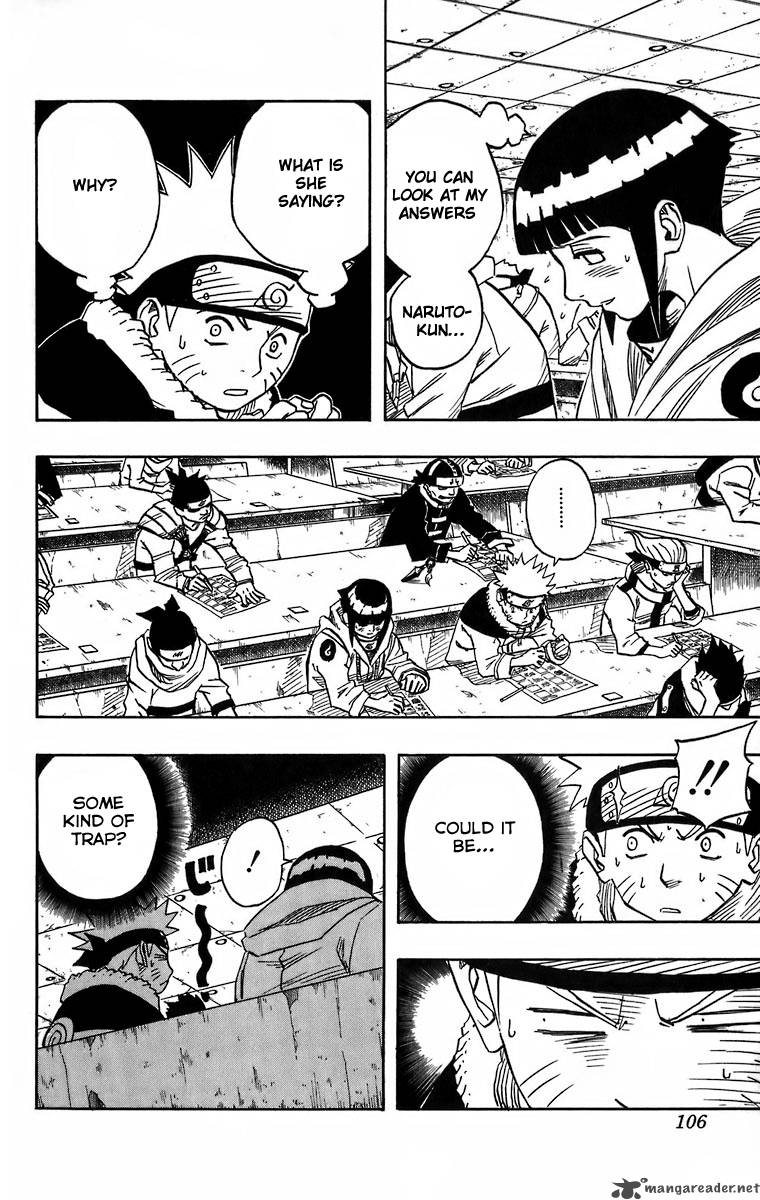 YOU CAN
LOOK AT MY
ANSWERS
NARUTO-
KUN...
WHAT IS
SHE
SAYING?
WHY?
........
!!
COULD IT
BE...
SOME
KIND OF
TRAP?
!
じ～
106
mangareader.net